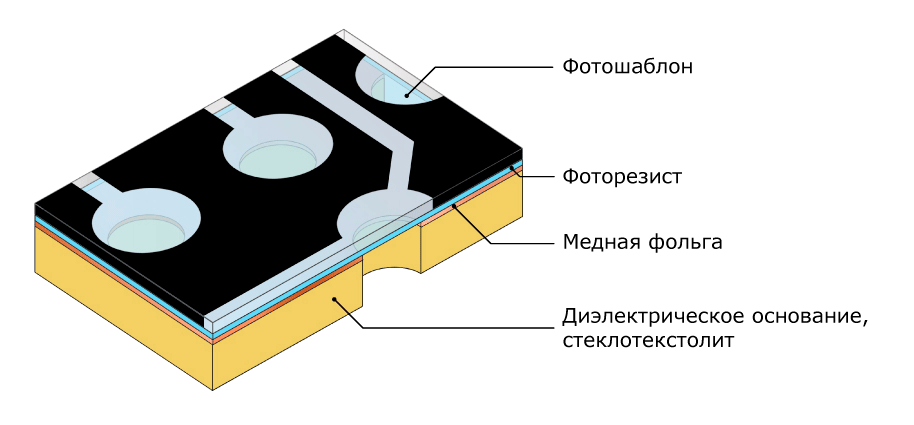 Фотошаблон
Фоторезист
Медная фольга
Диэлектрическое основание,
стеклотекстолит